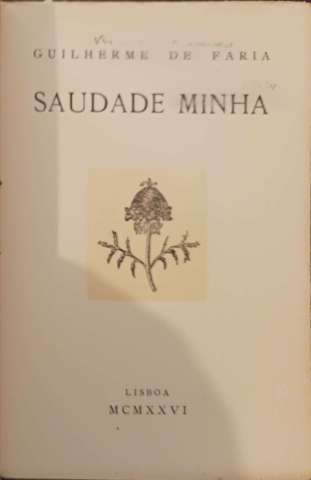 GUILHERME DE FARIA
SAUDADE MINHA
LISBOA
MCMXXVI